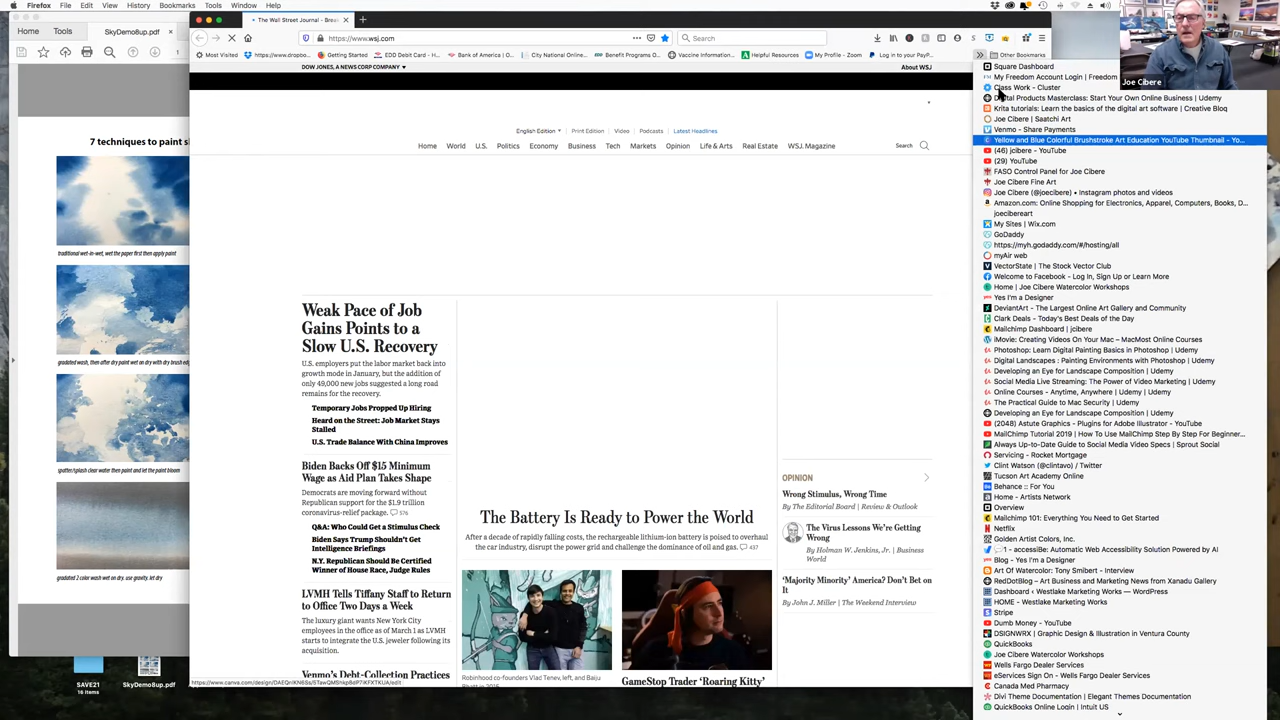 Firefox File Edit View History Bookmarks Tools Window Help
SkyDemo8up.pdf
Home Tools SkyDemo8up.pdf ×
7 techniques to paint s
traditional wet-in-wet, wet the paper first then apply paint
gradated wash, then after dry paint wet on dry with dry brush edg
spatter/splash clear water then paint and let the paint bloom
gradated 2 color wash wet on dry. use gravity. let dry
SAVE21
16 items
SkyDemo8up.pdf
The Wall Street Journal - Brea
https://www.wsj.com
Search
Most Visited https://www.dropbo... Getting Started EDD Debit Card - ... Bank of America | O... City National Online... Vaccine Information... Helpful Resources Joe Cibere's Persona... Zoom Log in to your PayP...
Other Bookmarks
DOW JONES, A NEWS CORP COMPANY
About WSJ
English Edition Print Edition Video Podcasts Latest Headlines
Home World U.S. Politics Economy Business Tech Markets Opinion Life & Arts Real Estate WSJ. Magazine Search
Weak Pace of Job
Gains Points to a
Slow U.S. Recovery
U.S. employers put the labor market back into
growth mode in January, but the addition of
only 49,000 new jobs suggested a long road
remains for the recovery.
Temporary Jobs Propped Up Hiring
Heard on the Street: Job Market Stays
Stalled
U.S. Trade Balance With China Improves
Biden Backs Off $15 Minimum
Wage as Aid Plan Takes Shape
Democrats are moving forward without
Republican support for the $1.9 trillion
coronavirus-relief package. 576
Q&A: Who Could Get a Stimulus Check
Biden Says Trump Shouldn't Get
Intelligence Briefings
N.Y. Republican Should Be Certified
Winner of House Race, Judge Rules
LVMH Tells Tiffany Staff to Return
to Office Two Days a Week
The luxury giant wants New York City
employees in the office as of March 1 as LVMH
starts to integrate the U.S. jeweler following its
acquisition.
Venmo's Debt-Collection Practices
https://www.canva.com/design/
The Battery Is Ready to Power the World
After a decade of rapidly falling costs, the rechargeable lithium-ion battery is poised to overhaul
the car industry, disrupt the power grid and challenge the dominance of oil and gas. 437
Robinhood co-founders Vlad Tenev, left, and Baiju
GameStop Trader 'Roaring Kitty'
OPINION
Wrong Stimulus, Wrong Time
By The Editorial Board | Review & Outlook
The Virus Lessons We're Getting
Wrong
By Holman W. Jenkins, Jr. | Business
World
'Majority Minority' America? Don't Bet on
It
By John J. Miller | The Weekend Interview
Joe Cibere
Square Dashboard
My Freedom Account Login | Freedom
Class Work - Cluster
Digital Products Masterclass: Start Your Own Online Business | Udemy
Krita tutorials: Learn the basics of the digital art software | Creative Bloq
Joe Cibere | Saatchi Art
Venmo - Share Payments
Yellow and Blue Colorful Brushstroke Art Education YouTube Thumbnail - Yo...
(46) jcibere - YouTube
(29) YouTube
FASO Control Panel for Joe Cibere
Joe Cibere Fine Art
Joe Cibere (@joecibere) • Instagram photos and videos
Amazon.com: Online Shopping for Electronics, Apparel, Computers, Books, D...
joecibereart
My Sites | Wix.com
GoDaddy
https://myh.godaddy.com/#/hosting/all
myAir web
VectorState | The Stock Vector Club
Welcome to Facebook - Log In, Sign Up or Learn More
Home | Joe Cibere Watercolor Workshops
Yes I'm a Designer
DeviantArt - The Largest Online Art Gallery and Community
Clark Deals - Today's Best Deals of the Day
Mailchimp Dashboard | jcibere
iMovie: Creating Videos On Your Mac – MacMost Online Courses
Photoshop: Learn Digital Painting Basics in Photoshop | Udemy
Digital Landscapes : Painting Environments with Photoshop | Udemy
Developing an Eye for Landscape Composition | Udemy
Social Media Live Streaming: The Power of Video Marketing | Udemy
Online Courses - Anytime, Anywhere | Udemy | Udemy
The Practical Guide to Mac Security | Udemy
Developing an Eye for Landscape Composition | Udemy
(2048) Astute Graphics - Plugins for Adobe Illustrator - YouTube
MailChimp Tutorial 2019 | How To Use MailChimp Step By Step For Beginner...
Always Up-to-Date Guide to Social Media Video Specs | Sprout Social
Servicing - Rocket Mortgage
Clint Watson (@clintavo) / Twitter
Tucson Art Academy Online
Behance :: For You
Home - Artists Network
Overview
Mailchimp 101: Everything You Need to Get Started
Netflix
Golden Artist Colors, Inc.
1 - accessiBe: Automatic Web Accessibility Solution Powered by AI
Blog - Yes I'm a Designer
Art Of Watercolor: Tony Smibert - Interview
RedDotBlog – Art Business and Marketing News from Xanadu Gallery
Dashboard ‹ Westlake Marketing Works — WordPress
HOME - Westlake Marketing Works
Stripe
Dumb Money - YouTube
DSIGNWRX | Graphic Design & Illustration in Ventura County
QuickBooks
Joe Cibere Watercolor Workshops
Wells Fargo Dealer Services
eServices Sign On - Wells Fargo Dealer Services
Canada Med Pharmacy
Divi Theme Documentation | Elegant Themes Documentation
QuickBooks Online Login | Intuit US